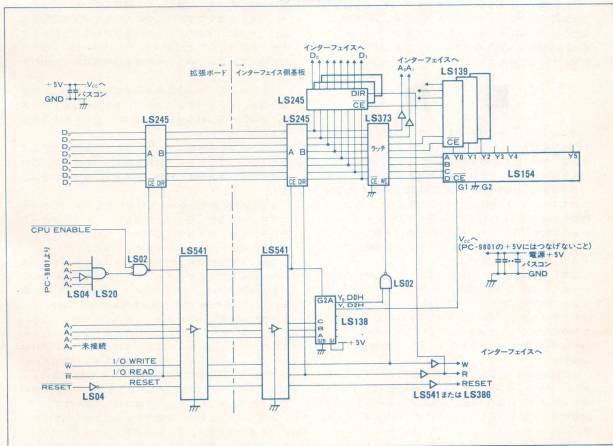 インターフェイスへ
D₀ D₇
インターフェイスへ
A₀ A₁
LS139
拡張ボード
インターフェイス側基板
+5V
Vccへ
パスコン
GND
DIR
CE
LS245
LS245
LS245
LS373
CE
D₀
D₁
D₂
D₃
D₄
D₅
D₆
D₇
A B
A B
ラッチ
A Y0 Y1 Y2 Y3 Y4 Y5
B
C
D CE
LS154
CE DIR
CE DIR
CE
G1 G2
CPU ENABLE
LS02
LS541
LS541
Vccへ
(PC-9801の+5Vにはつなげないこと)
電源+5V
パスコン
GND
PC-9801より
LS04 LS20
LS02
G2A
Y₀ D0H
Y₁ D2H
C
B
A
LS138
+5V
未接続
インターフェイスへ
W
I/O WRITE
W
R
I/O READ
R
RESET
RESET
RESET
LS04
LS541またはLS386